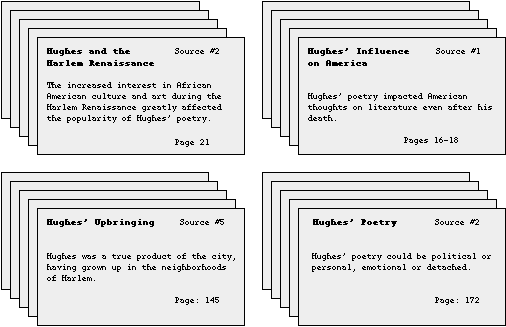 Hughes and the Source #2
Harlem Renaissance
The increased interest in African
American culture and art during the
Harlem Renaissance greatly affected
the popularity of Hughes' poetry.
Page 21
Hughes' Influence Source #1
on America
Hughes' poetry impacted American
thoughts on literature even after his
death.
Pages 16-18
Hughes' Upbringing Source #5
Hughes was a true product of the city,
having grown up in the neighborhoods
of Harlem.
Page: 145
Hughes' Poetry Source #2
Hughes' poetry could be political or
personal, emotional or detached.
Page: 172